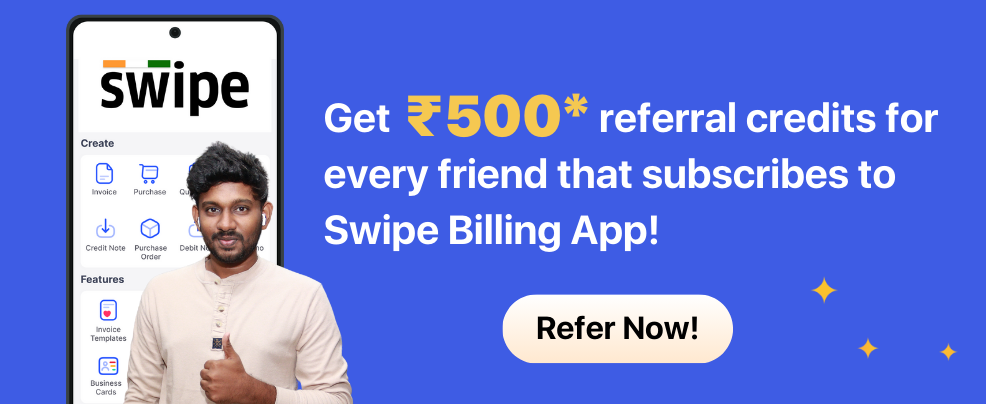 swipe
Create
Invoice
Purchase
Credit Note
Purchase
Order
Features
Invoice
Templates
Business
Cards
Get ₹500* referral credits for
every friend that subscribes to
Swipe Billing App!
Refer Now!